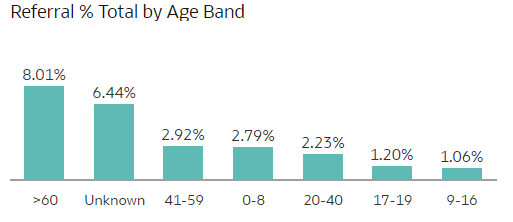 Referral % Total by Age Band
8.01%
6.44%
2.92% 2.79% 2.23% 1.20% 1.06%
>60 Unknown 41-59 0-8 20-40 17-19 9-16